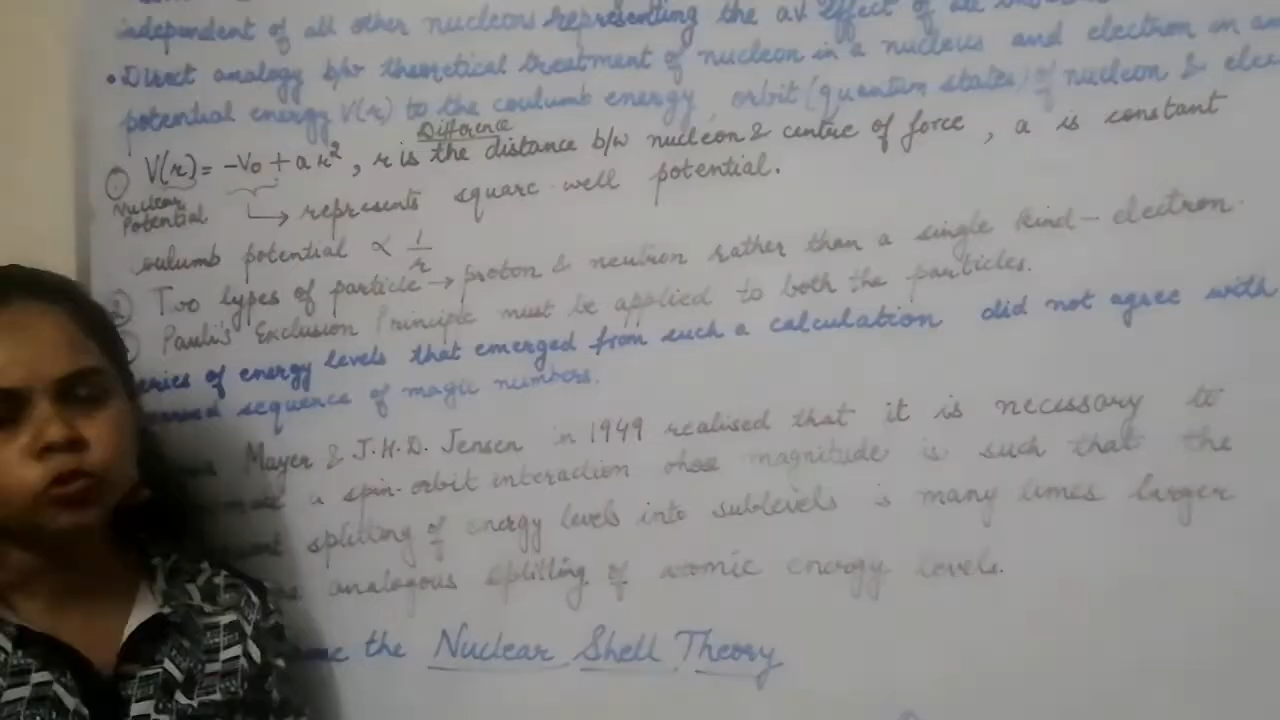 independent of all other nucleons representing the av effect of all
• Direct analogy b/w theoretical treatment of nucleon in a nucleus and electron in an
potential energy V(r) to the coulumb energy orbit (quantum states) of nucleon & elec
Difference
① V(r) = -V₀ + a r², r is the distance b/w nucleon & centre of force, a is constant
Nuclear Potential ↳ represents square well potential.
oulumb potential ∝ 1/r
② Two types of particle → proton & neutron rather than a single kind - electron.
Pauli's Exclusion Principle must be applied to both the particles.
eries of energy levels that emerged from such a calculation did not agree with
sequence of magic numbers.
Mayer & J.H.D. Jensen in 1949 realised that it is necessary to
a spin-orbit interaction whose magnitude is such that the
splitting of energy levels into sublevels is many times larger
analogous splitting of atomic energy levels.
the Nuclear Shell Theory